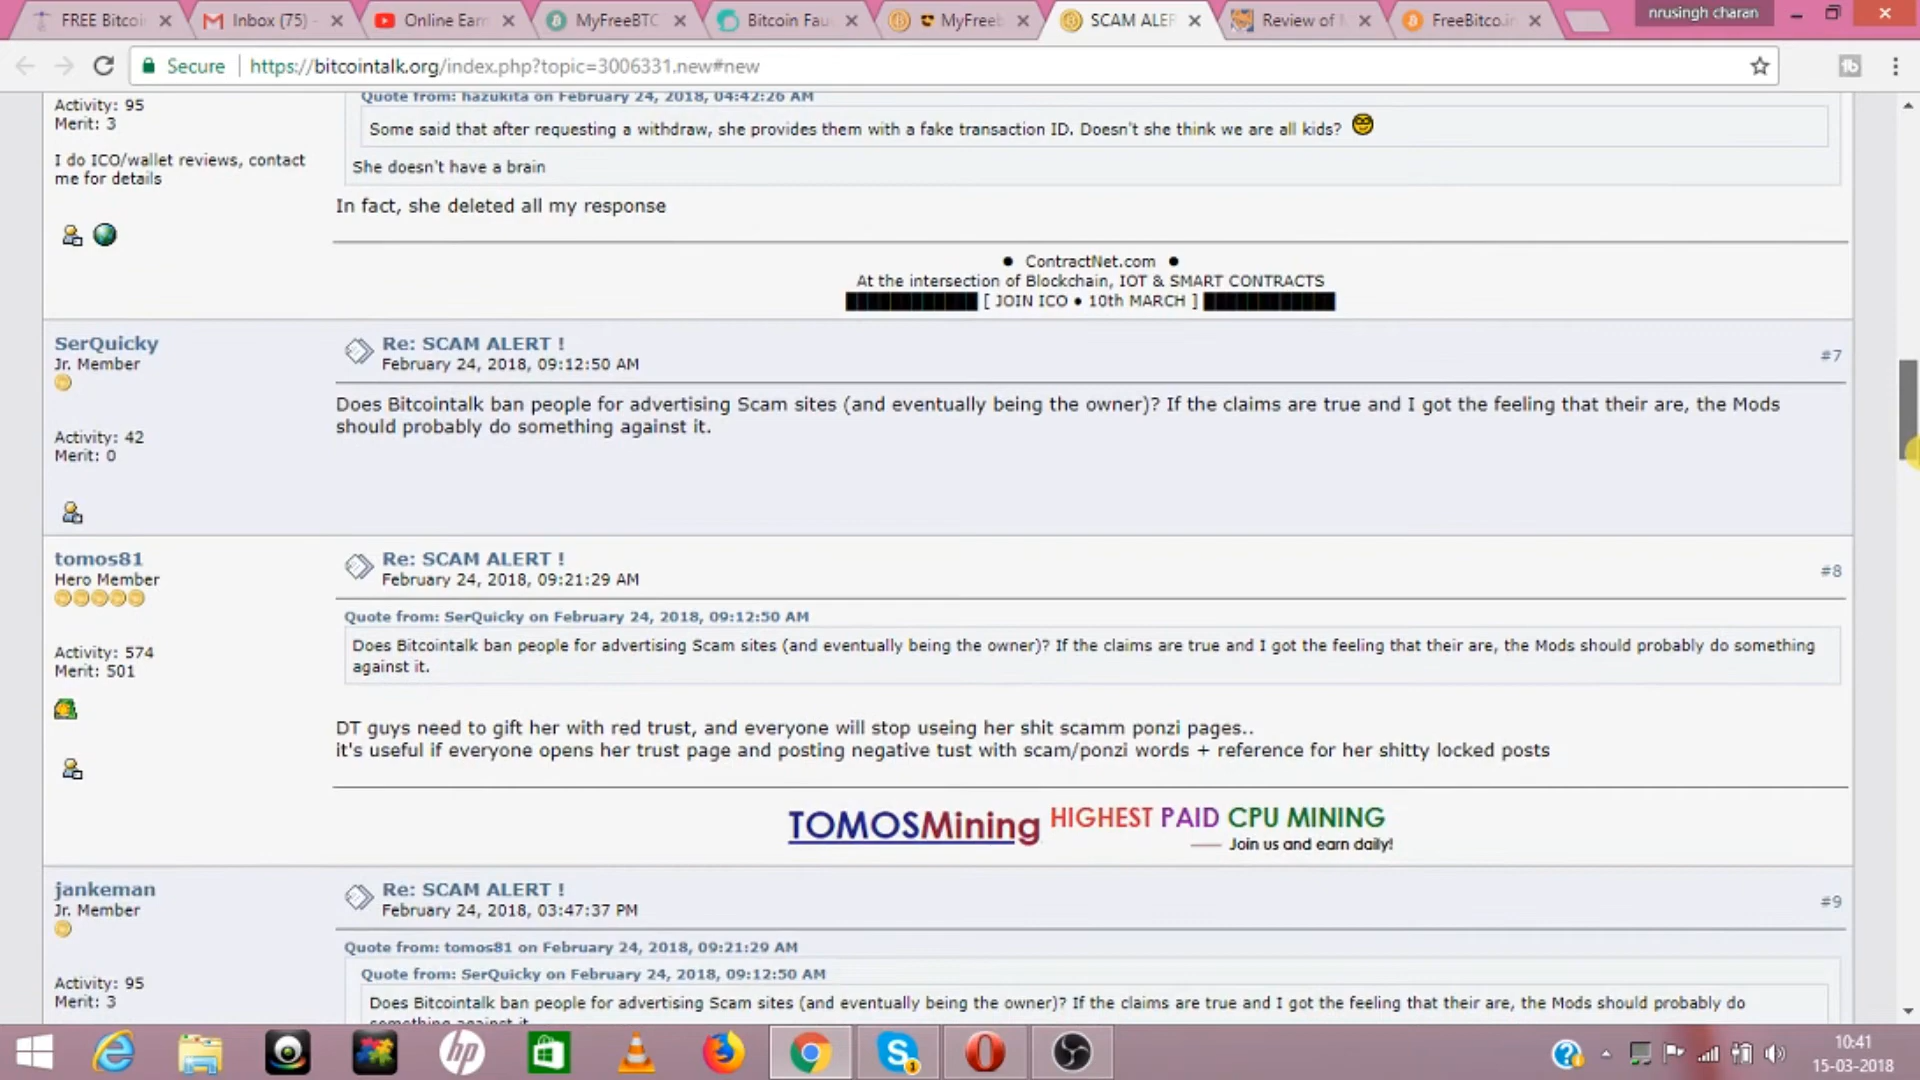 FREE Bitcoi
Inbox (75) -
Online Earn
MyFreeBTC
Bitcoin Fau
MyFreeb
SCAM ALER
Review of M
FreeBitco.in
nrusingh charan
Secure
https://bitcointalk.org/index.php?topic=3006331.new#new
Activity: 95
Merit: 3
I do ICO/wallet reviews, contact
me for details
Quote from: hazukita on February 24, 2018, 04:42:26 AM
Some said that after requesting a withdraw, she provides them with a fake transaction ID. Doesn't she think we are all kids?
She doesn't have a brain
In fact, she deleted all my response
● ContractNet.com ●
At the intersection of Blockchain, IOT & SMART CONTRACTS
[ JOIN ICO ● 10th MARCH ]
SerQuicky
Jr. Member
Activity: 42
Merit: 0
Re: SCAM ALERT !
February 24, 2018, 09:12:50 AM
#7
Does Bitcointalk ban people for advertising Scam sites (and eventually being the owner)? If the claims are true and I got the feeling that their are, the Mods
should probably do something against it.
tomos81
Hero Member
Activity: 574
Merit: 501
Re: SCAM ALERT !
February 24, 2018, 09:21:29 AM
#8
Quote from: SerQuicky on February 24, 2018, 09:12:50 AM
Does Bitcointalk ban people for advertising Scam sites (and eventually being the owner)? If the claims are true and I got the feeling that their are, the Mods should probably do something
against it.
DT guys need to gift her with red trust, and everyone will stop useing her shit scamm ponzi pages..
it's useful if everyone opens her trust page and posting negative tust with scam/ponzi words + reference for her shitty locked posts
TOMOSMining HIGHEST PAID CPU MINING
Join us and earn daily!
jankeman
Jr. Member
Activity: 95
Merit: 3
Re: SCAM ALERT !
February 24, 2018, 03:47:37 PM
#9
Quote from: tomos81 on February 24, 2018, 09:21:29 AM
Quote from: SerQuicky on February 24, 2018, 09:12:50 AM
Does Bitcointalk ban people for advertising Scam sites (and eventually being the owner)? If the claims are true and I got the feeling that their are, the Mods should probably do
something against it.
10:41
15-03-2018